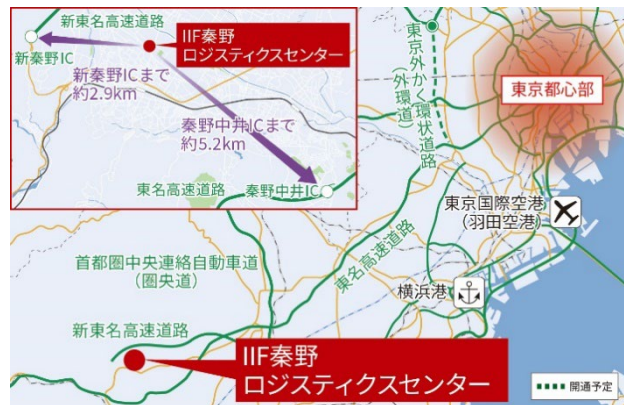 新東名高速道路
IIF秦野
ロジスティクスセンター
新秦野IC
新秦野ICまで
約2.9km
秦野中井ICまで
約5.2km
東名高速道路
秦野中井IC
東京外かく環状道路
(外環道)
東京都心部
東京国際空港
(羽田空港)
首都圏中央連絡自動車道
(圏央道)
東名高速道路
横浜港
新東名高速道路
IIF秦野
ロジスティクスセンター
開通予定